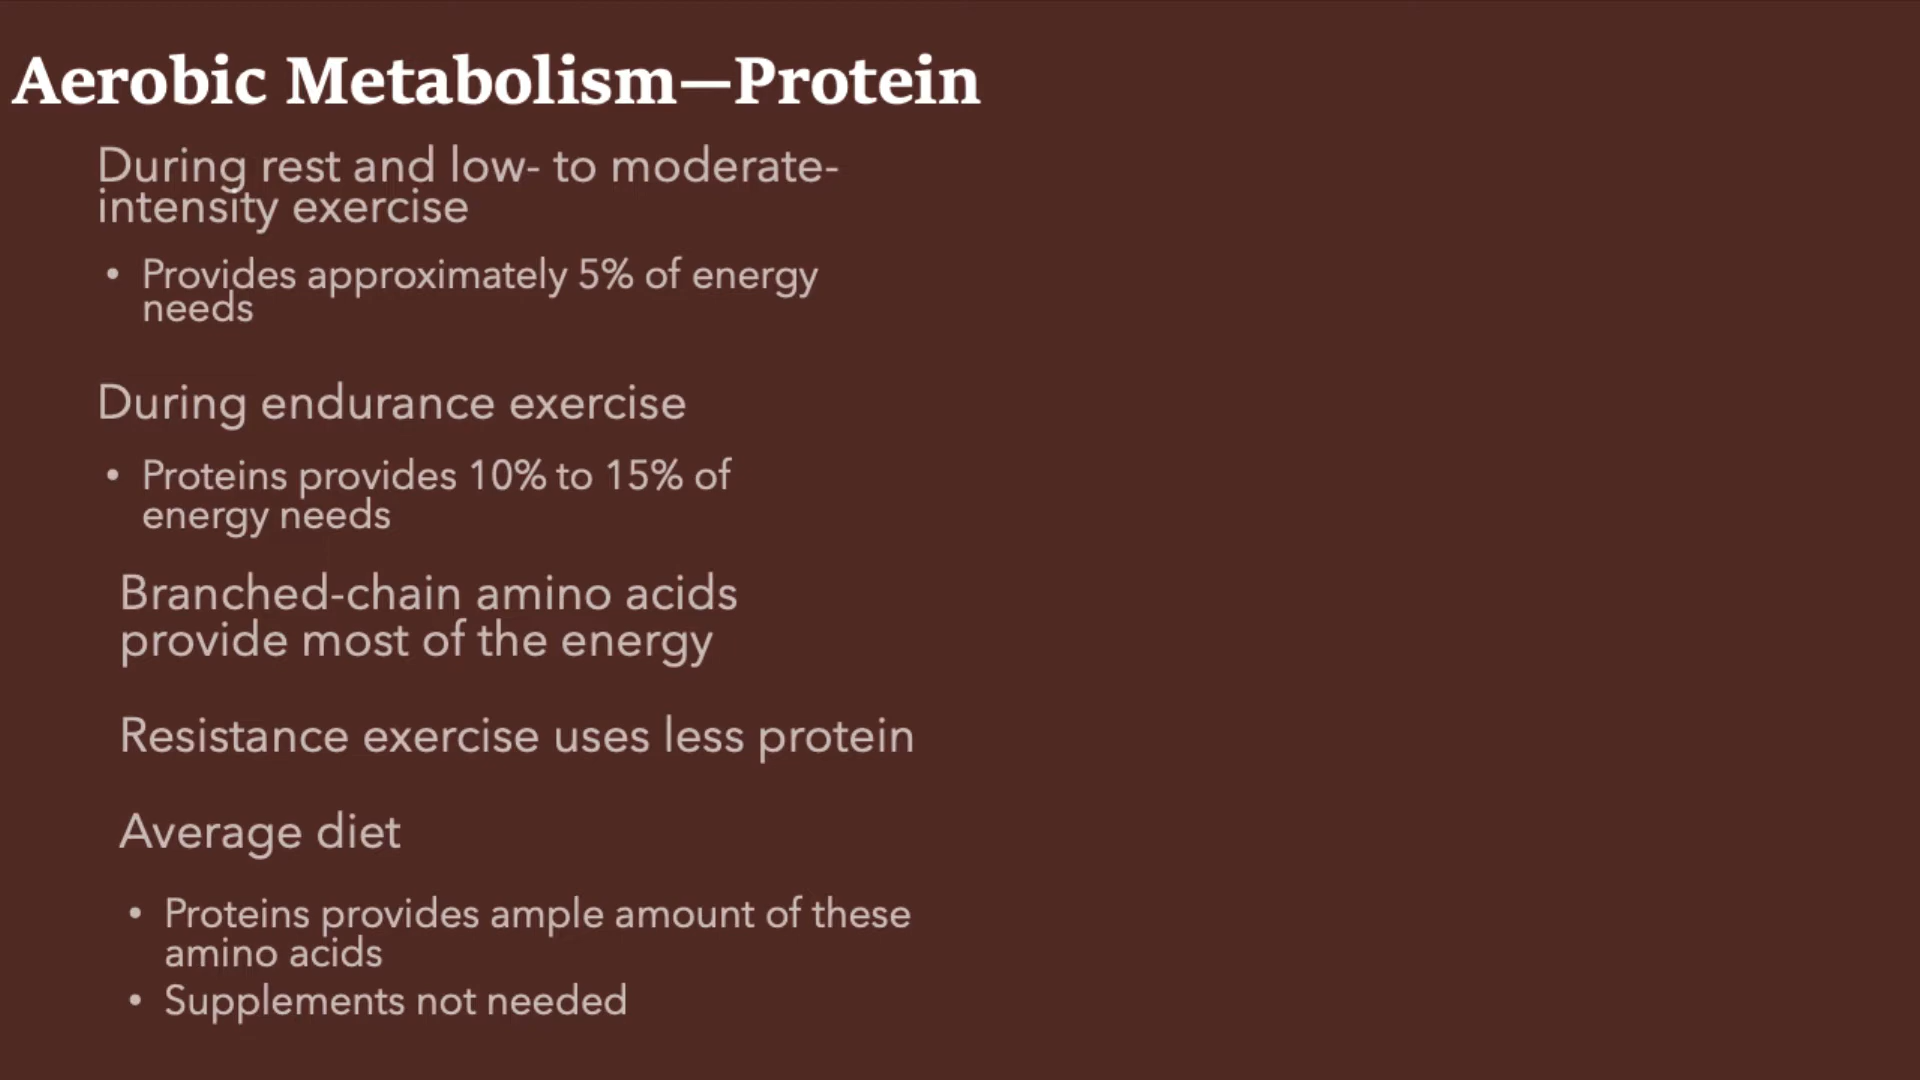 Aerobic Metabolism—Protein
During rest and low- to moderate-
intensity exercise
• Provides approximately 5% of energy
needs
During endurance exercise
• Proteins provides 10% to 15% of
energy needs
Branched-chain amino acids
provide most of the energy
Resistance exercise uses less protein
Average diet
• Proteins provides ample amount of these
amino acids
• Supplements not needed